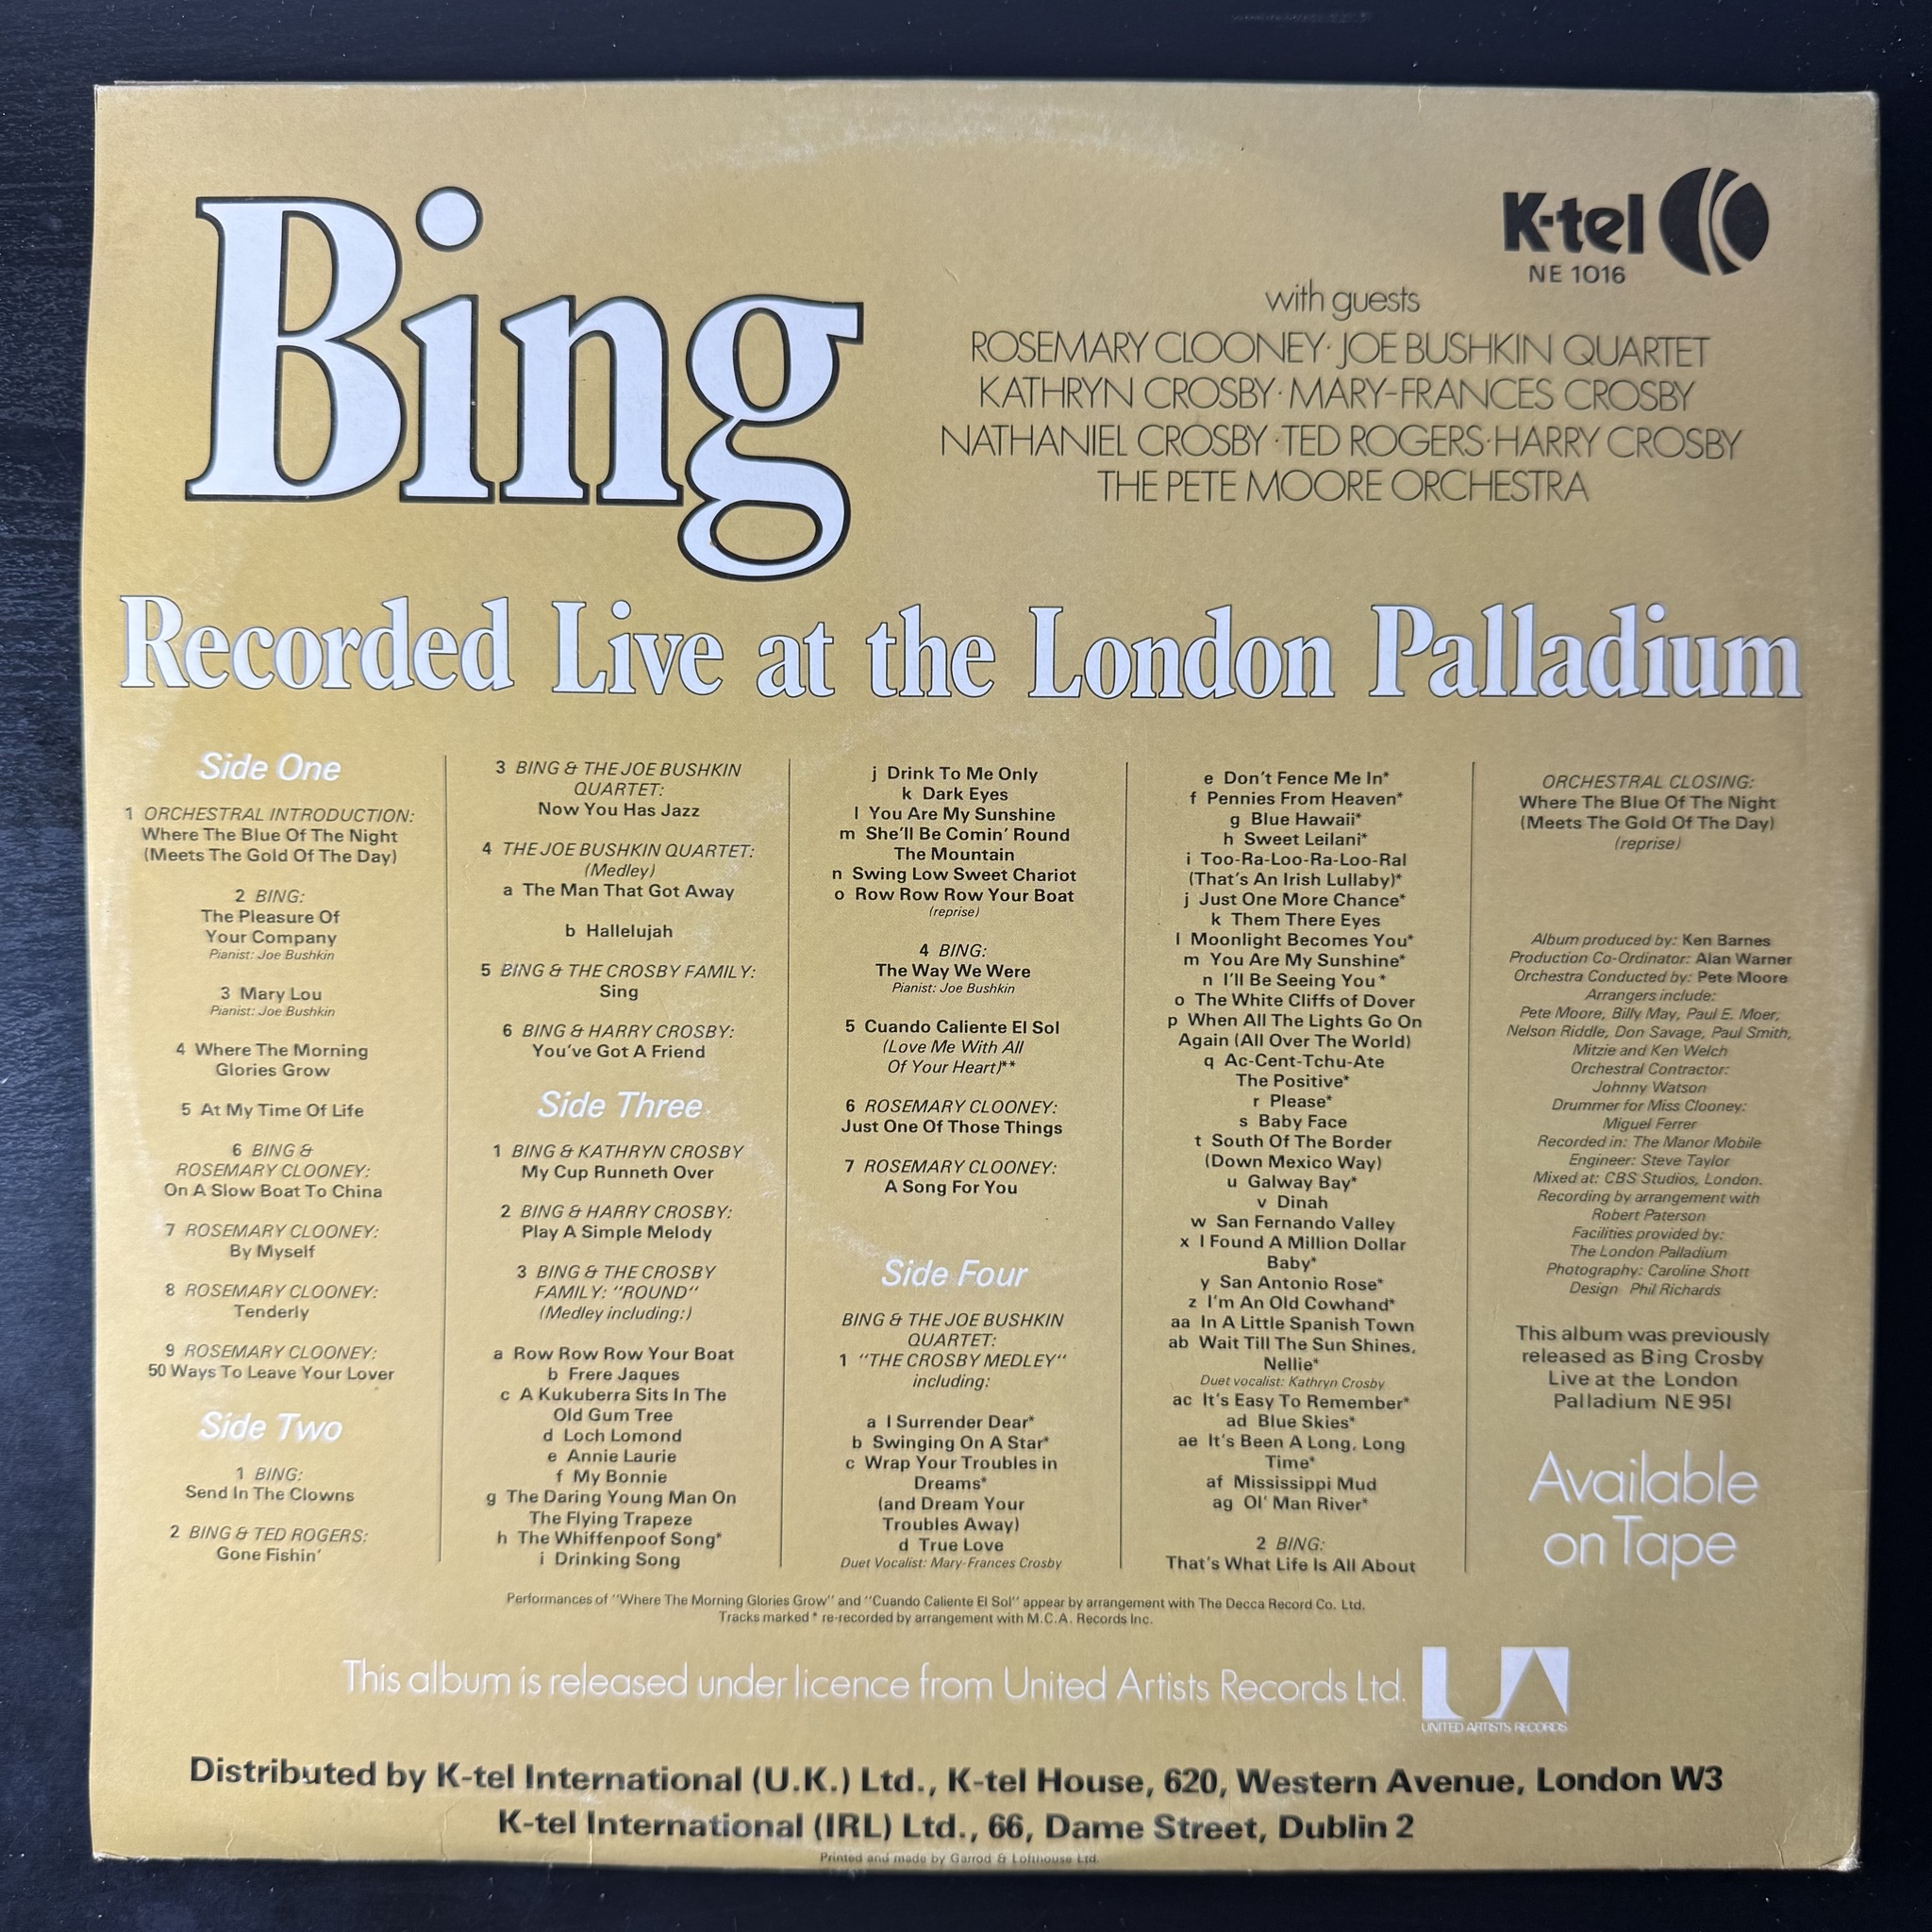 Bing
K-tel
NE 1016
with guests
ROSEMARY CLOONEY · JOE BUSHKIN QUARTET
KATHRYN CROSBY · MARY-FRANCES CROSBY
NATHANIEL CROSBY · TED ROGERS · HARRY CROSBY
THE PETE MOORE ORCHESTRA
Recorded Live at the London Palladium
Side One
1 ORCHESTRAL INTRODUCTION:
Where The Blue Of The Night
(Meets The Gold Of The Day)
2 BING:
The Pleasure Of
Your Company
Pianist: Joe Bushkin
3 Mary Lou
Pianist: Joe Bushkin
4 Where The Morning
Glories Grow
5 At My Time Of Life
6 BING &
ROSEMARY CLOONEY:
On A Slow Boat To China
7 ROSEMARY CLOONEY:
By Myself
8 ROSEMARY CLOONEY:
Tenderly
9 ROSEMARY CLOONEY:
50 Ways To Leave Your Lover
Side Two
1 BING:
Send In The Clowns
2 BING & TED ROGERS:
Gone Fishin'
3 BING & THE JOE BUSHKIN
QUARTET:
Now You Has Jazz
4 THE JOE BUSHKIN QUARTET:
(Medley)
a The Man That Got Away
b Hallelujah
5 BING & THE CROSBY FAMILY:
Sing
6 BING & HARRY CROSBY:
You've Got A Friend
Side Three
1 BING & KATHRYN CROSBY
My Cup Runneth Over
2 BING & HARRY CROSBY:
Play A Simple Melody
3 BING & THE CROSBY
FAMILY: "ROUND"
(Medley including:)
a Row Row Row Your Boat
b Frere Jaques
c A Kukuberra Sits In The
Old Gum Tree
d Loch Lomond
e Annie Laurie
f My Bonnie
g The Daring Young Man On
The Flying Trapeze
h The Whiffenpoof Song*
i Drinking Song
j Drink To Me Only
k Dark Eyes
l You Are My Sunshine
m She'll Be Comin' Round
The Mountain
n Swing Low Sweet Chariot
o Row Row Row Your Boat
(reprise)
4 BING:
The Way We Were
Pianist: Joe Bushkin
5 Cuando Caliente El Sol
(Love Me With All
Of Your Heart)**
6 ROSEMARY CLOONEY:
Just One Of Those Things
7 ROSEMARY CLOONEY:
A Song For You
Side Four
BING & THE JOE BUSHKIN
QUARTET:
1 "THE CROSBY MEDLEY"
including:
a I Surrender Dear*
b Swinging On A Star*
c Wrap Your Troubles in
Dreams*
(and Dream Your
Troubles Away)
d True Love
Duet Vocalist: Mary-Frances Crosby
e Don't Fence Me In*
f Pennies From Heaven*
g Blue Hawaii*
h Sweet Leilani*
i Too-Ra-Loo-Ra-Loo-Ral
(That's An Irish Lullaby)*
j Just One More Chance*
k Them There Eyes
l Moonlight Becomes You*
m You Are My Sunshine*
n I'll Be Seeing You *
o The White Cliffs of Dover
p When All The Lights Go On
Again (All Over The World)
q Ac-Cent-Tchu-Ate
The Positive*
r Please*
s Baby Face
t South Of The Border
(Down Mexico Way)
u Galway Bay*
v Dinah
w San Fernando Valley
x I Found A Million Dollar
Baby*
y San Antonio Rose*
z I'm An Old Cowhand*
aa In A Little Spanish Town
ab Wait Till The Sun Shines,
Nellie*
Duet vocalist: Kathryn Crosby
ac It's Easy To Remember*
ad Blue Skies*
ae It's Been A Long, Long
Time*
af Mississippi Mud
ag Ol' Man River*
2 BING:
That's What Life Is All About
ORCHESTRAL CLOSING:
Where The Blue Of The Night
(Meets The Gold Of The Day)
(reprise)
Album produced by: Ken Barnes
Production Co-Ordinator: Alan Warner
Orchestra Conducted by: Pete Moore
Arrangers include:
Pete Moore, Billy May, Paul E. Moer,
Nelson Riddle, Don Savage, Paul Smith,
Mitzie and Ken Welch
Orchestral Contractor:
Johnny Watson
Drummer for Miss Clooney:
Miguel Ferrer
Recorded in: The Manor Mobile
Engineer: Steve Taylor
Mixed at: CBS Studios, London.
Recording by arrangement with
Robert Paterson
Facilities provided by:
The London Palladium
Photography: Caroline Shott
Design Phil Richards
This album was previously
released as Bing Crosby
Live at the London
Palladium NE 951
Available
on Tape
Performances of "Where The Morning Glories Grow" and "Cuando Caliente El Sol" appear by arrangement with The Decca Record Co. Ltd.
Tracks marked * re-recorded by arrangement with M.C.A. Records Inc.
This album is released under licence from United Artists Records Ltd.
UA
UNITED ARTISTS RECORDS
Distributed by K-tel International (U.K.) Ltd., K-tel House, 620, Western Avenue, London W3
K-tel International (IRL) Ltd., 66, Dame Street, Dublin 2
Printed and made by Garrod & Lofthouse Ltd.